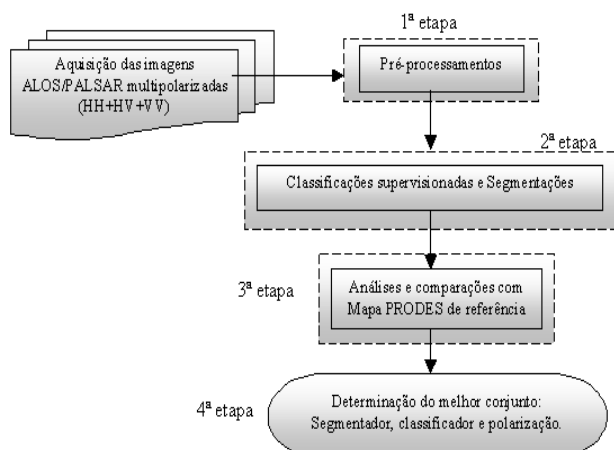 1ª etapa
Aquisição das imagens
ALOS/PALSAR multipolarizadas
(HH+HV+VV)
Pré-processamentos
2ª etapa
Classificações supervisionadas e Segmentações
3ª etapa
Análises e comparações com
Mapa PRODES de referência
4ª etapa
Determinação do melhor conjunto:
Segmentador, classificador e polarização.